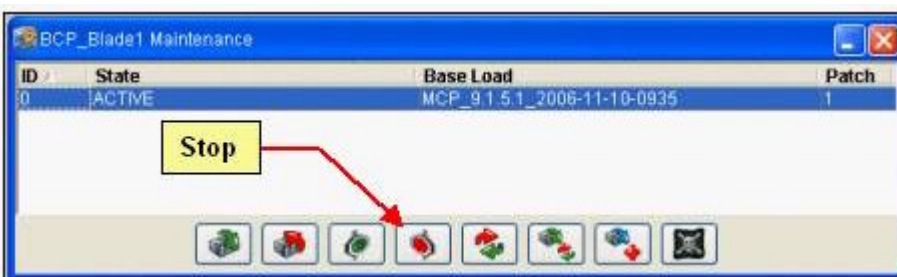 BCP_Blade1 Maintenance
ID State Base Load Patch
0 ACTIVE MCP_9.1.5.1_2006-11-10-0935 1
Stop